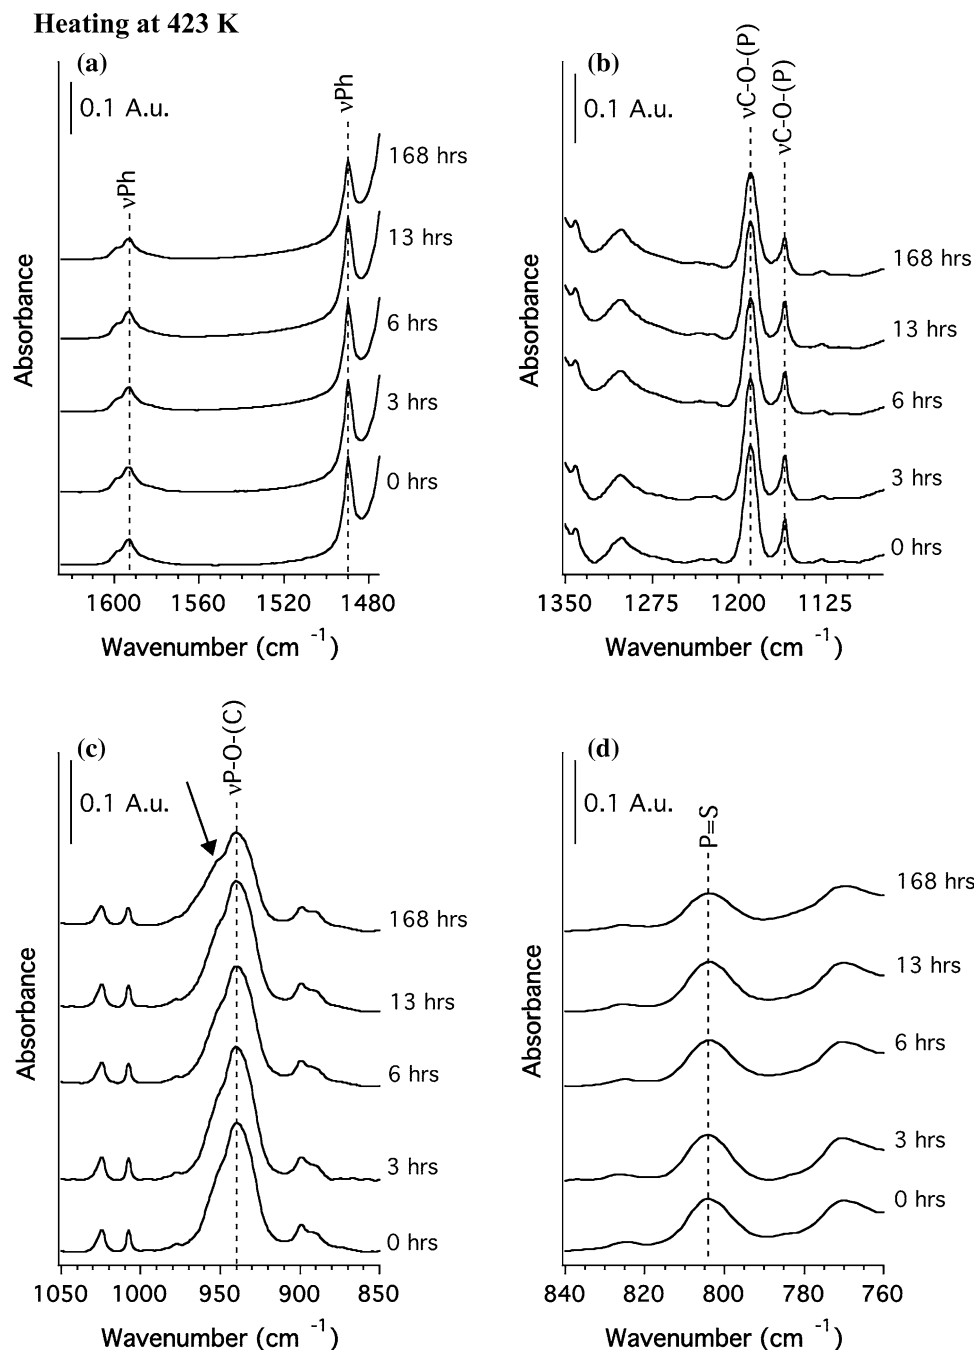 Heating at 423 K
(a)
0.1 A.u.
νPh
νPh
168 hrs
13 hrs
6 hrs
3 hrs
0 hrs
Absorbance
1600 1560 1520 1480
Wavenumber (cm -1)
(b)
0.1 A.u.
νC-O-(P)
νC-O-(P)
168 hrs
13 hrs
6 hrs
3 hrs
0 hrs
Absorbance
1350 1275 1200 1125
Wavenumber (cm -1)
(c)
0.1 A.u.
νP-O-(C)
168 hrs
13 hrs
6 hrs
3 hrs
0 hrs
Absorbance
1050 1000 950 900 850
Wavenumber (cm -1)
(d)
0.1 A.u.
P=S
168 hrs
13 hrs
6 hrs
3 hrs
0 hrs
Absorbance
840 820 800 780 760
Wavenumber (cm -1)